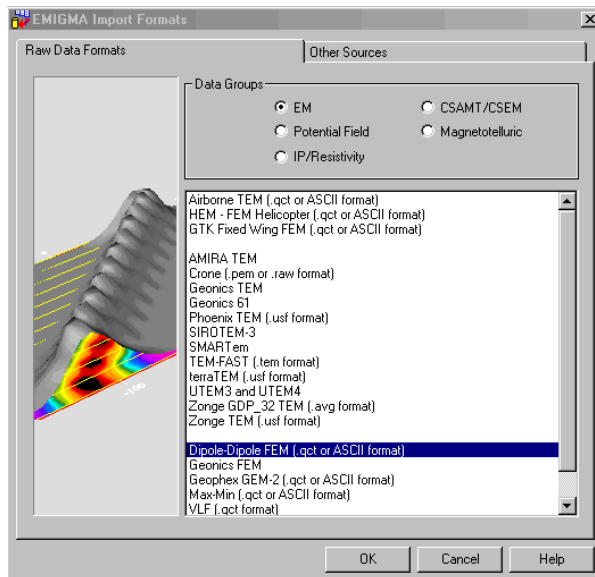 EMIGMA Import Formats
Raw Data Formats
Other Sources
Data Groups
EM
CSAMT/CSEM
Potential Field
Magnetotelluric
IP/Resistivity
Airborne TEM (.qct or ASCII format)
HEM - FEM Helicopter (.qct or ASCII format)
GTK Fixed Wing FEM (.qct or ASCII format)
AMIRA TEM
Crone (.pem or .raw format)
Geonics TEM
Geonics 61
Phoenix TEM (.usf format)
SIROTEM-3
SMARTem
TEM-FAST (.tem format)
terraTEM (.usf format)
UTEM3 and UTEM4
Zonge GDP_32 TEM (.avg format)
Zonge TEM (.usf format)
Dipole-Dipole FEM (.qct or ASCII format)
Geonics FEM
Geophex GEM-2 (.qct or ASCII format)
Max-Min (.qct or ASCII format)
VLF (.qct format)
-100
OK
Cancel
Help